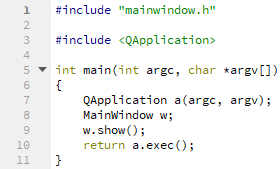 1 #include "mainwindow.h"
2
3 #include <QApplication>
4
5 int main(int argc, char *argv[])
6 {
7 QApplication a(argc, argv);
8 MainWindow w;
9 w.show();
10 return a.exec();
11 }